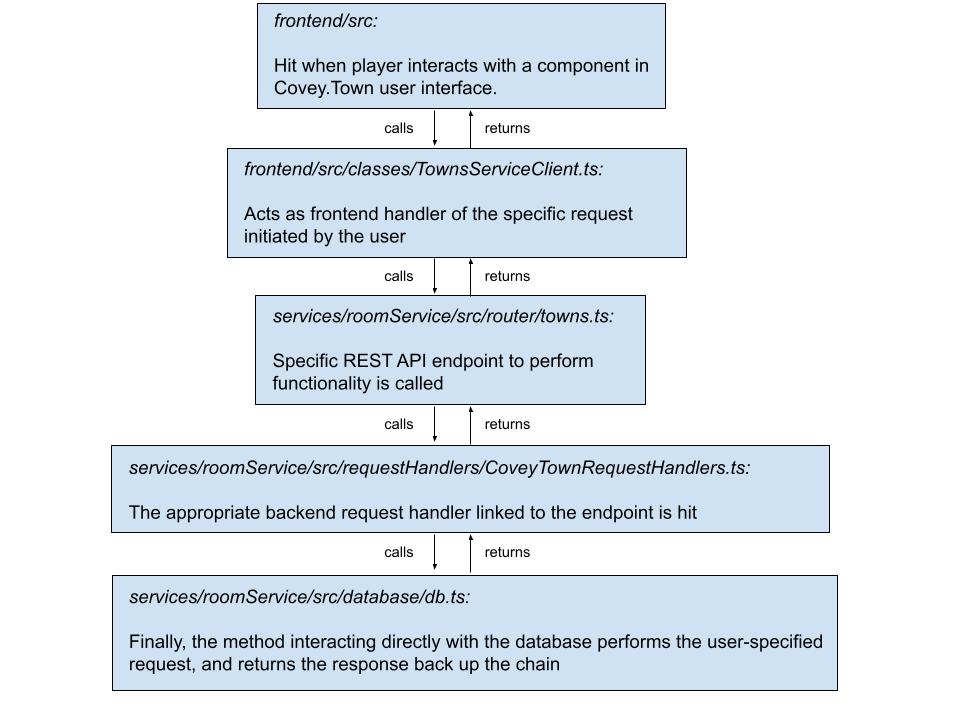 frontend/src:
Hit when player interacts with a component in
Covey.Town user interface.
calls
returns
frontend/src/classes/TownsServiceClient.ts:
Acts as frontend handler of the specific request
initiated by the user
calls
returns
services/roomService/src/router/towns.ts:
Specific REST API endpoint to perform
functionality is called
calls
returns
services/roomService/src/requestHandlers/CoveyTownRequestHandlers.ts:
The appropriate backend request handler linked to the endpoint is hit
calls
returns
services/roomService/src/database/db.ts:
Finally, the method interacting directly with the database performs the user-specified
request, and returns the response back up the chain